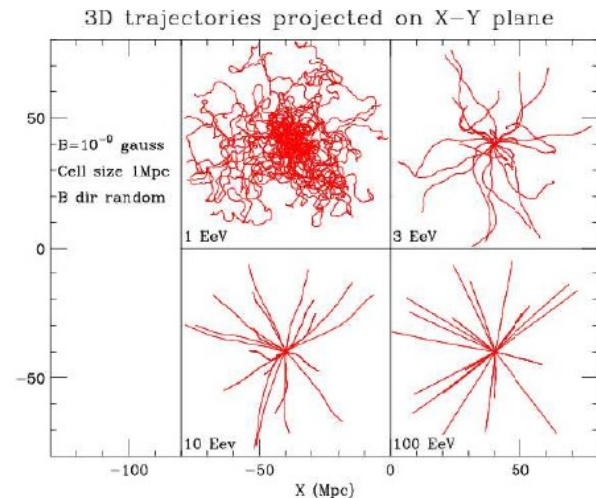 3D trajectories projected on X-Y plane
B=10⁻⁹ gauss
Cell size 1Mpc
B dir random
1 EeV
3 EeV
50
0
-50
10 Eev
100 EeV
-100
-50
0
50
X (Mpc)